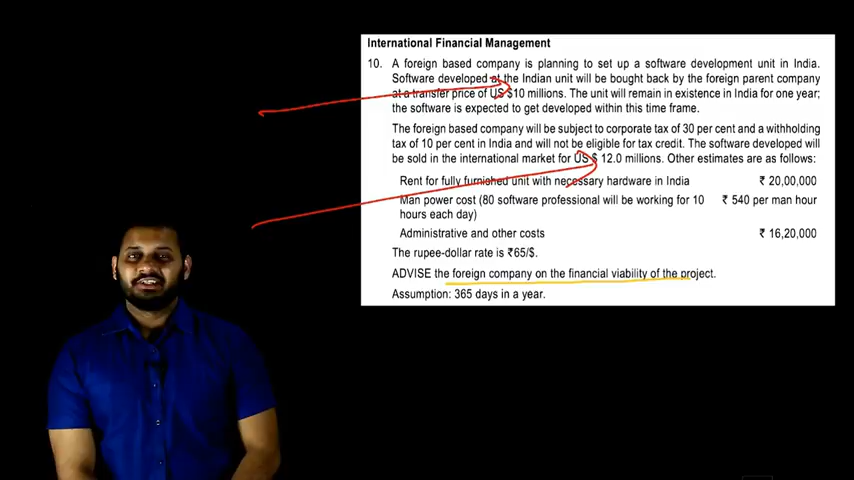 International Financial Management
10. A foreign based company is planning to set up a software development unit in India.
Software developed at the Indian unit will be bought back by the foreign parent company
at a transfer price of US $10 millions. The unit will remain in existence in India for one year;
the software is expected to get developed within this time frame.
The foreign based company will be subject to corporate tax of 30 per cent and a withholding
tax of 10 per cent in India and will not be eligible for tax credit. The software developed will
be sold in the international market for US $ 12.0 millions. Other estimates are as follows:
Rent for fully furnished unit with necessary hardware in India ₹ 20,00,000
Man power cost (80 software professional will be working for 10 ₹ 540 per man hour
hours each day)
Administrative and other costs ₹ 16,20,000
The rupee-dollar rate is ₹65/$.
ADVISE the foreign company on the financial viability of the project.
Assumption: 365 days in a year.